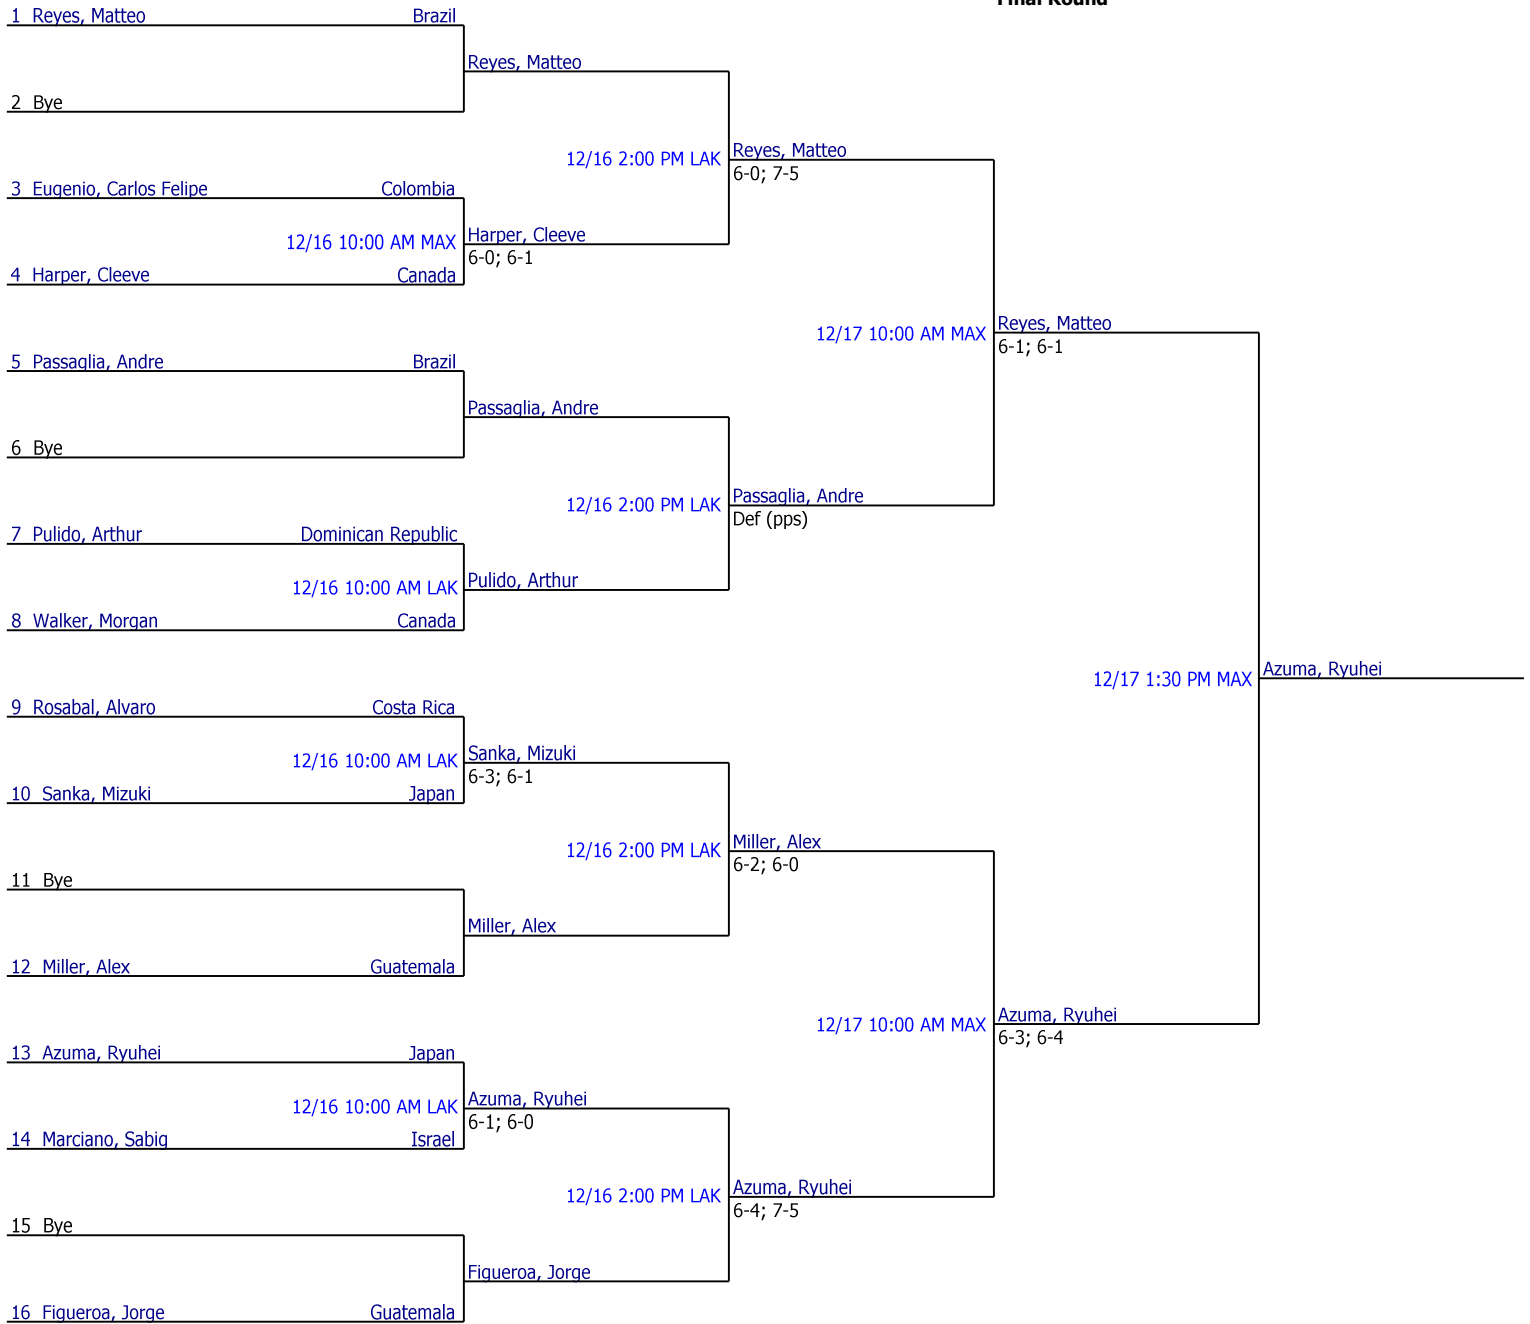 Final Round
1 Reyes, Matteo Brazil
Reyes, Matteo
2 Bye
12/16 2:00 PM LAK Reyes, Matteo
6-0; 7-5
3 Eugenio, Carlos Felipe Colombia
12/16 10:00 AM MAX Harper, Cleeve
6-0; 6-1
4 Harper, Cleeve Canada
12/17 10:00 AM MAX Reyes, Matteo
6-1; 6-1
5 Passaglia, Andre Brazil
Passaglia, Andre
6 Bye
12/16 2:00 PM LAK Passaglia, Andre
Def (pps)
7 Pulido, Arthur Dominican Republic
12/16 10:00 AM LAK Pulido, Arthur
8 Walker, Morgan Canada
12/17 1:30 PM MAX Azuma, Ryuhei
9 Rosabal, Alvaro Costa Rica
12/16 10:00 AM LAK Sanka, Mizuki
6-3; 6-1
10 Sanka, Mizuki Japan
12/16 2:00 PM LAK Miller, Alex
6-2; 6-0
11 Bye
Miller, Alex
12 Miller, Alex Guatemala
12/17 10:00 AM MAX Azuma, Ryuhei
6-3; 6-4
13 Azuma, Ryuhei Japan
12/16 10:00 AM LAK Azuma, Ryuhei
6-1; 6-0
14 Marciano, Sabig Israel
12/16 2:00 PM LAK Azuma, Ryuhei
6-4; 7-5
15 Bye
Figueroa, Jorge
16 Figueroa, Jorge Guatemala